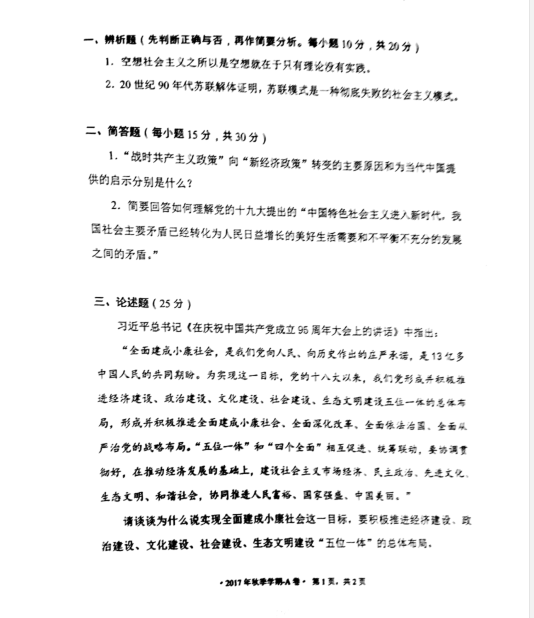 一、辨析题（先判断正确与否，再作简要分析。每小题10分，共20分）
1．空想社会主义之所以是空想就在于只有理论没有实践。
2．20世纪90年代苏联解体证明，苏联模式是一种彻底失败的社会主义模式。
二、简答题（每小题15分，共30分）
1．“战时共产主义政策”向“新经济政策”转变的主要原因和为当代中国提
供的启示分别是什么？
2．简要回答如何理解党的十九大提出的“中国特色社会主义进入新时代，我
国社会主要矛盾已经转化为人民日益增长的美好生活需要和不平衡不充分的发展
之间的矛盾。”
三、论述题（25分）
习近平总书记《在庆祝中国共产党成立95周年大会上的讲话》中指出：
“全面建成小康社会，是我们党向人民、向历史作出的庄严承诺，是13亿多
中国人民的共同期盼。为实现这一目标，党的十八大以来，我们党形成并积极推
进经济建设、政治建设、文化建设、社会建设、生态文明建设五位一体的总体布
局，形成并积极推进全面建成小康社会、全面深化改革、全面依法治国、全面从
严治党的战略布局。“五位一体”和“四个全面”相互促进、统筹联动，要协调贯
彻好，在推动经济发展的基础上，建设社会主义市场经济、民主政治、先进文化、
生态文明、和谐社会，协同推进人民富裕、国家强盛、中国美丽。”
请谈谈为什么说实现全面建成小康社会这一目标，要积极推进经济建设、政
治建设、文化建设、社会建设、生态文明建设“五位一体”的总体布局。
·2017年秋季学期-A卷· 第1页，共2页